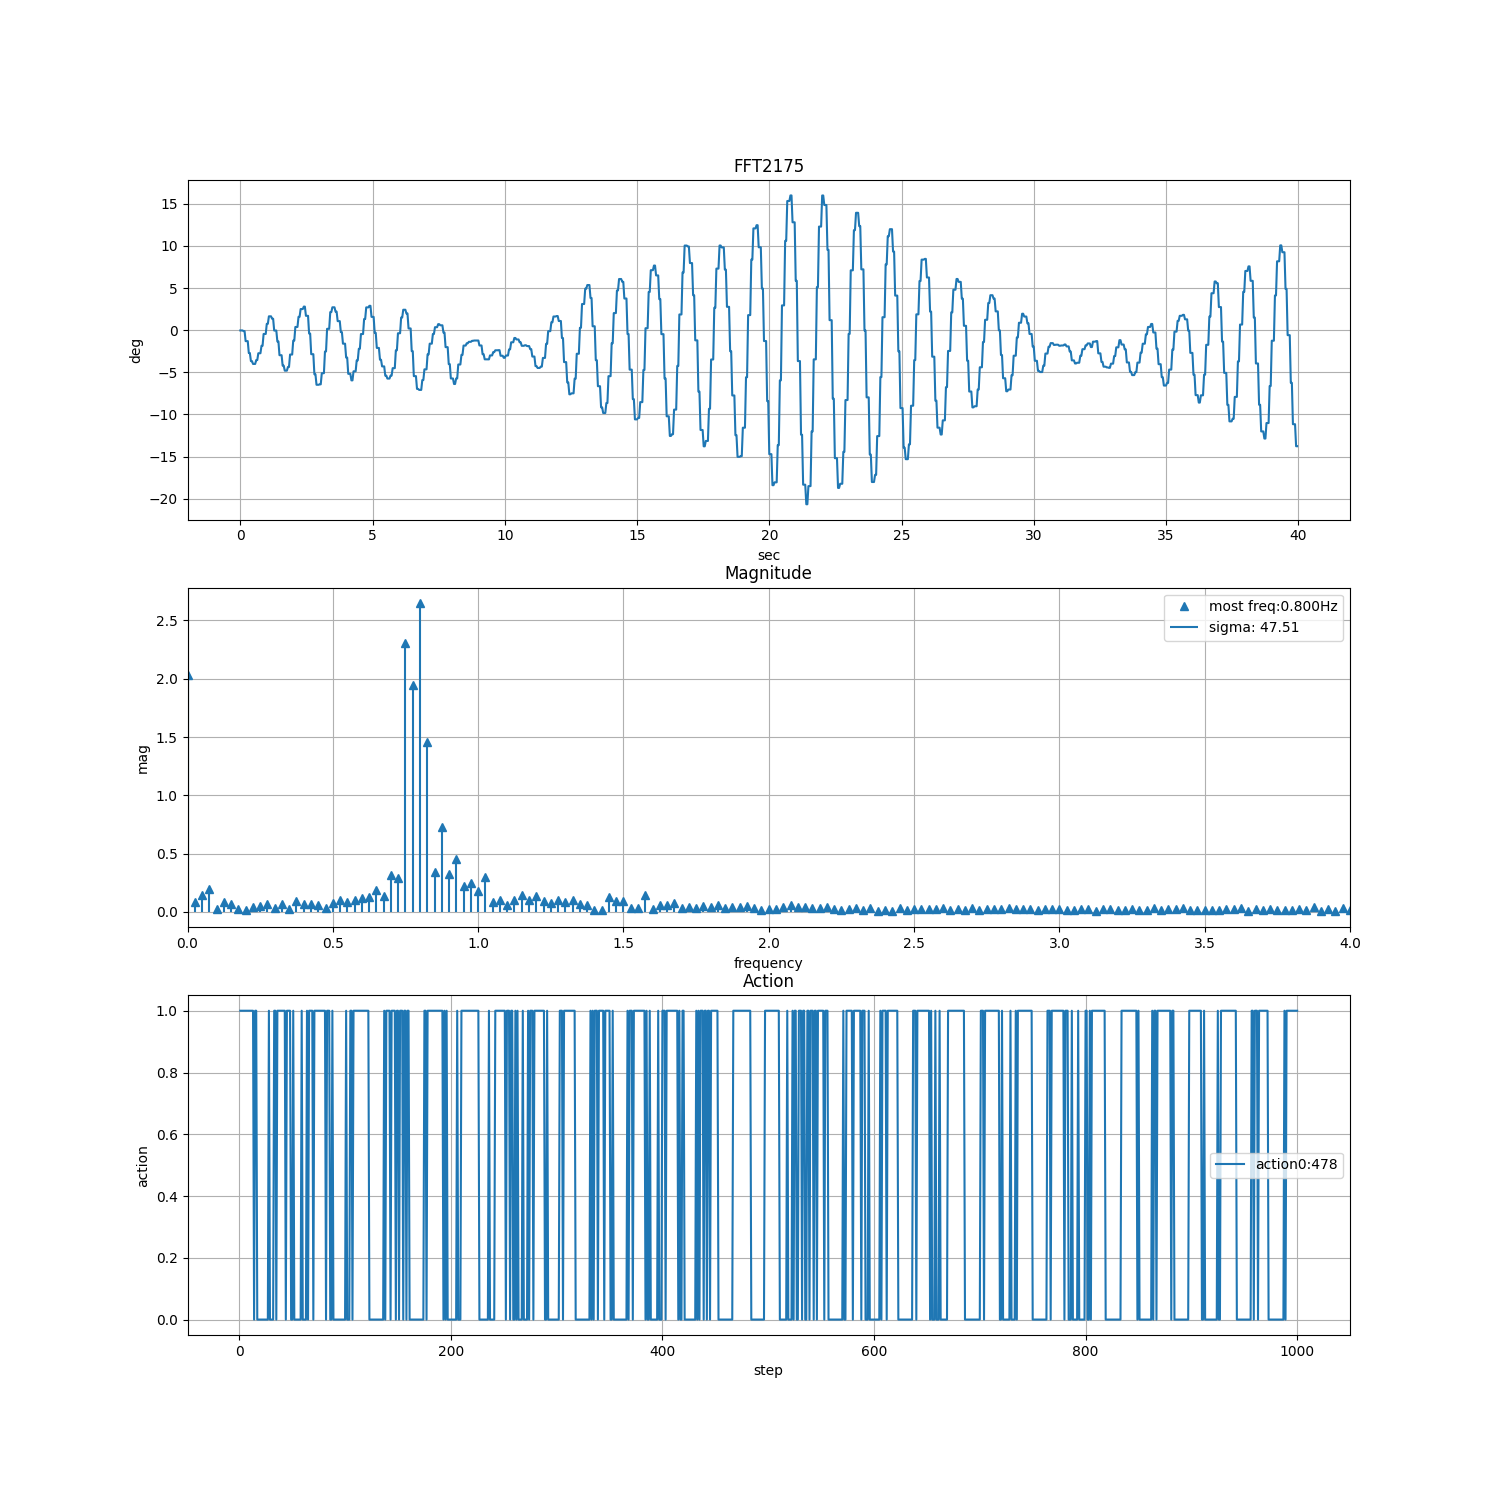 FFT2175
15
10
5
0
−5
−10
−15
−20
deg
0 5 10 15 20 25 30 35 40
sec
Magnitude
most freq:0.800Hz
sigma: 47.51
2.5
2.0
1.5
1.0
0.5
0.0
mag
0.0 0.5 1.0 1.5 2.0 2.5 3.0 3.5 4.0
frequency
Action
1.0
0.8
0.6
0.4
0.2
0.0
action
action0:478
0 200 400 600 800 1000
step